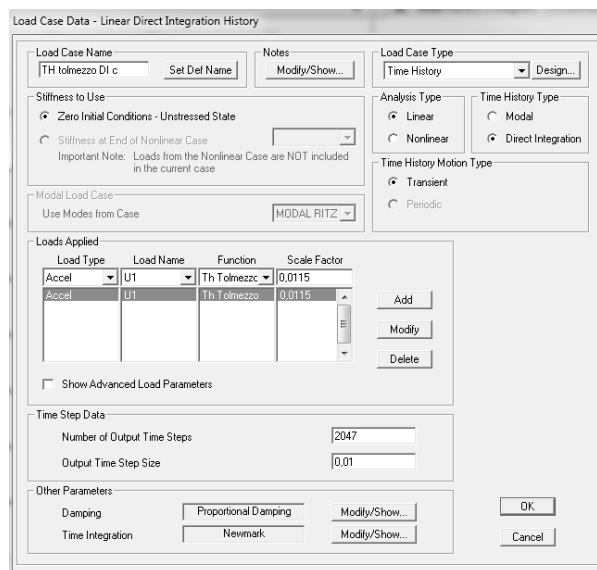 Load Case Data - Linear Direct Integration History
Load Case Name
TH tolmezzo DI c
Set Def Name
Notes
Modify/Show...
Load Case Type
Time History
Design...
Stiffness to Use
Zero Initial Conditions - Unstressed State
Stiffness at End of Nonlinear Case
Important Note: Loads from the Nonlinear Case are NOT included
in the current case
Analysis Type
Linear
Nonlinear
Time History Type
Modal
Direct Integration
Time History Motion Type
Transient
Periodic
Modal Load Case
Use Modes from Case
MODAL RITZ
Loads Applied
Load Type Load Name Function Scale Factor
Accel U1 Th Tolmezzo 0,0115
Accel U1 Th Tolmezzo 0,0115
Add
Modify
Delete
Show Advanced Load Parameters
Time Step Data
Number of Output Time Steps 2047
Output Time Step Size 0,01
Other Parameters
Damping Proportional Damping Modify/Show...
Time Integration Newmark Modify/Show...
OK
Cancel